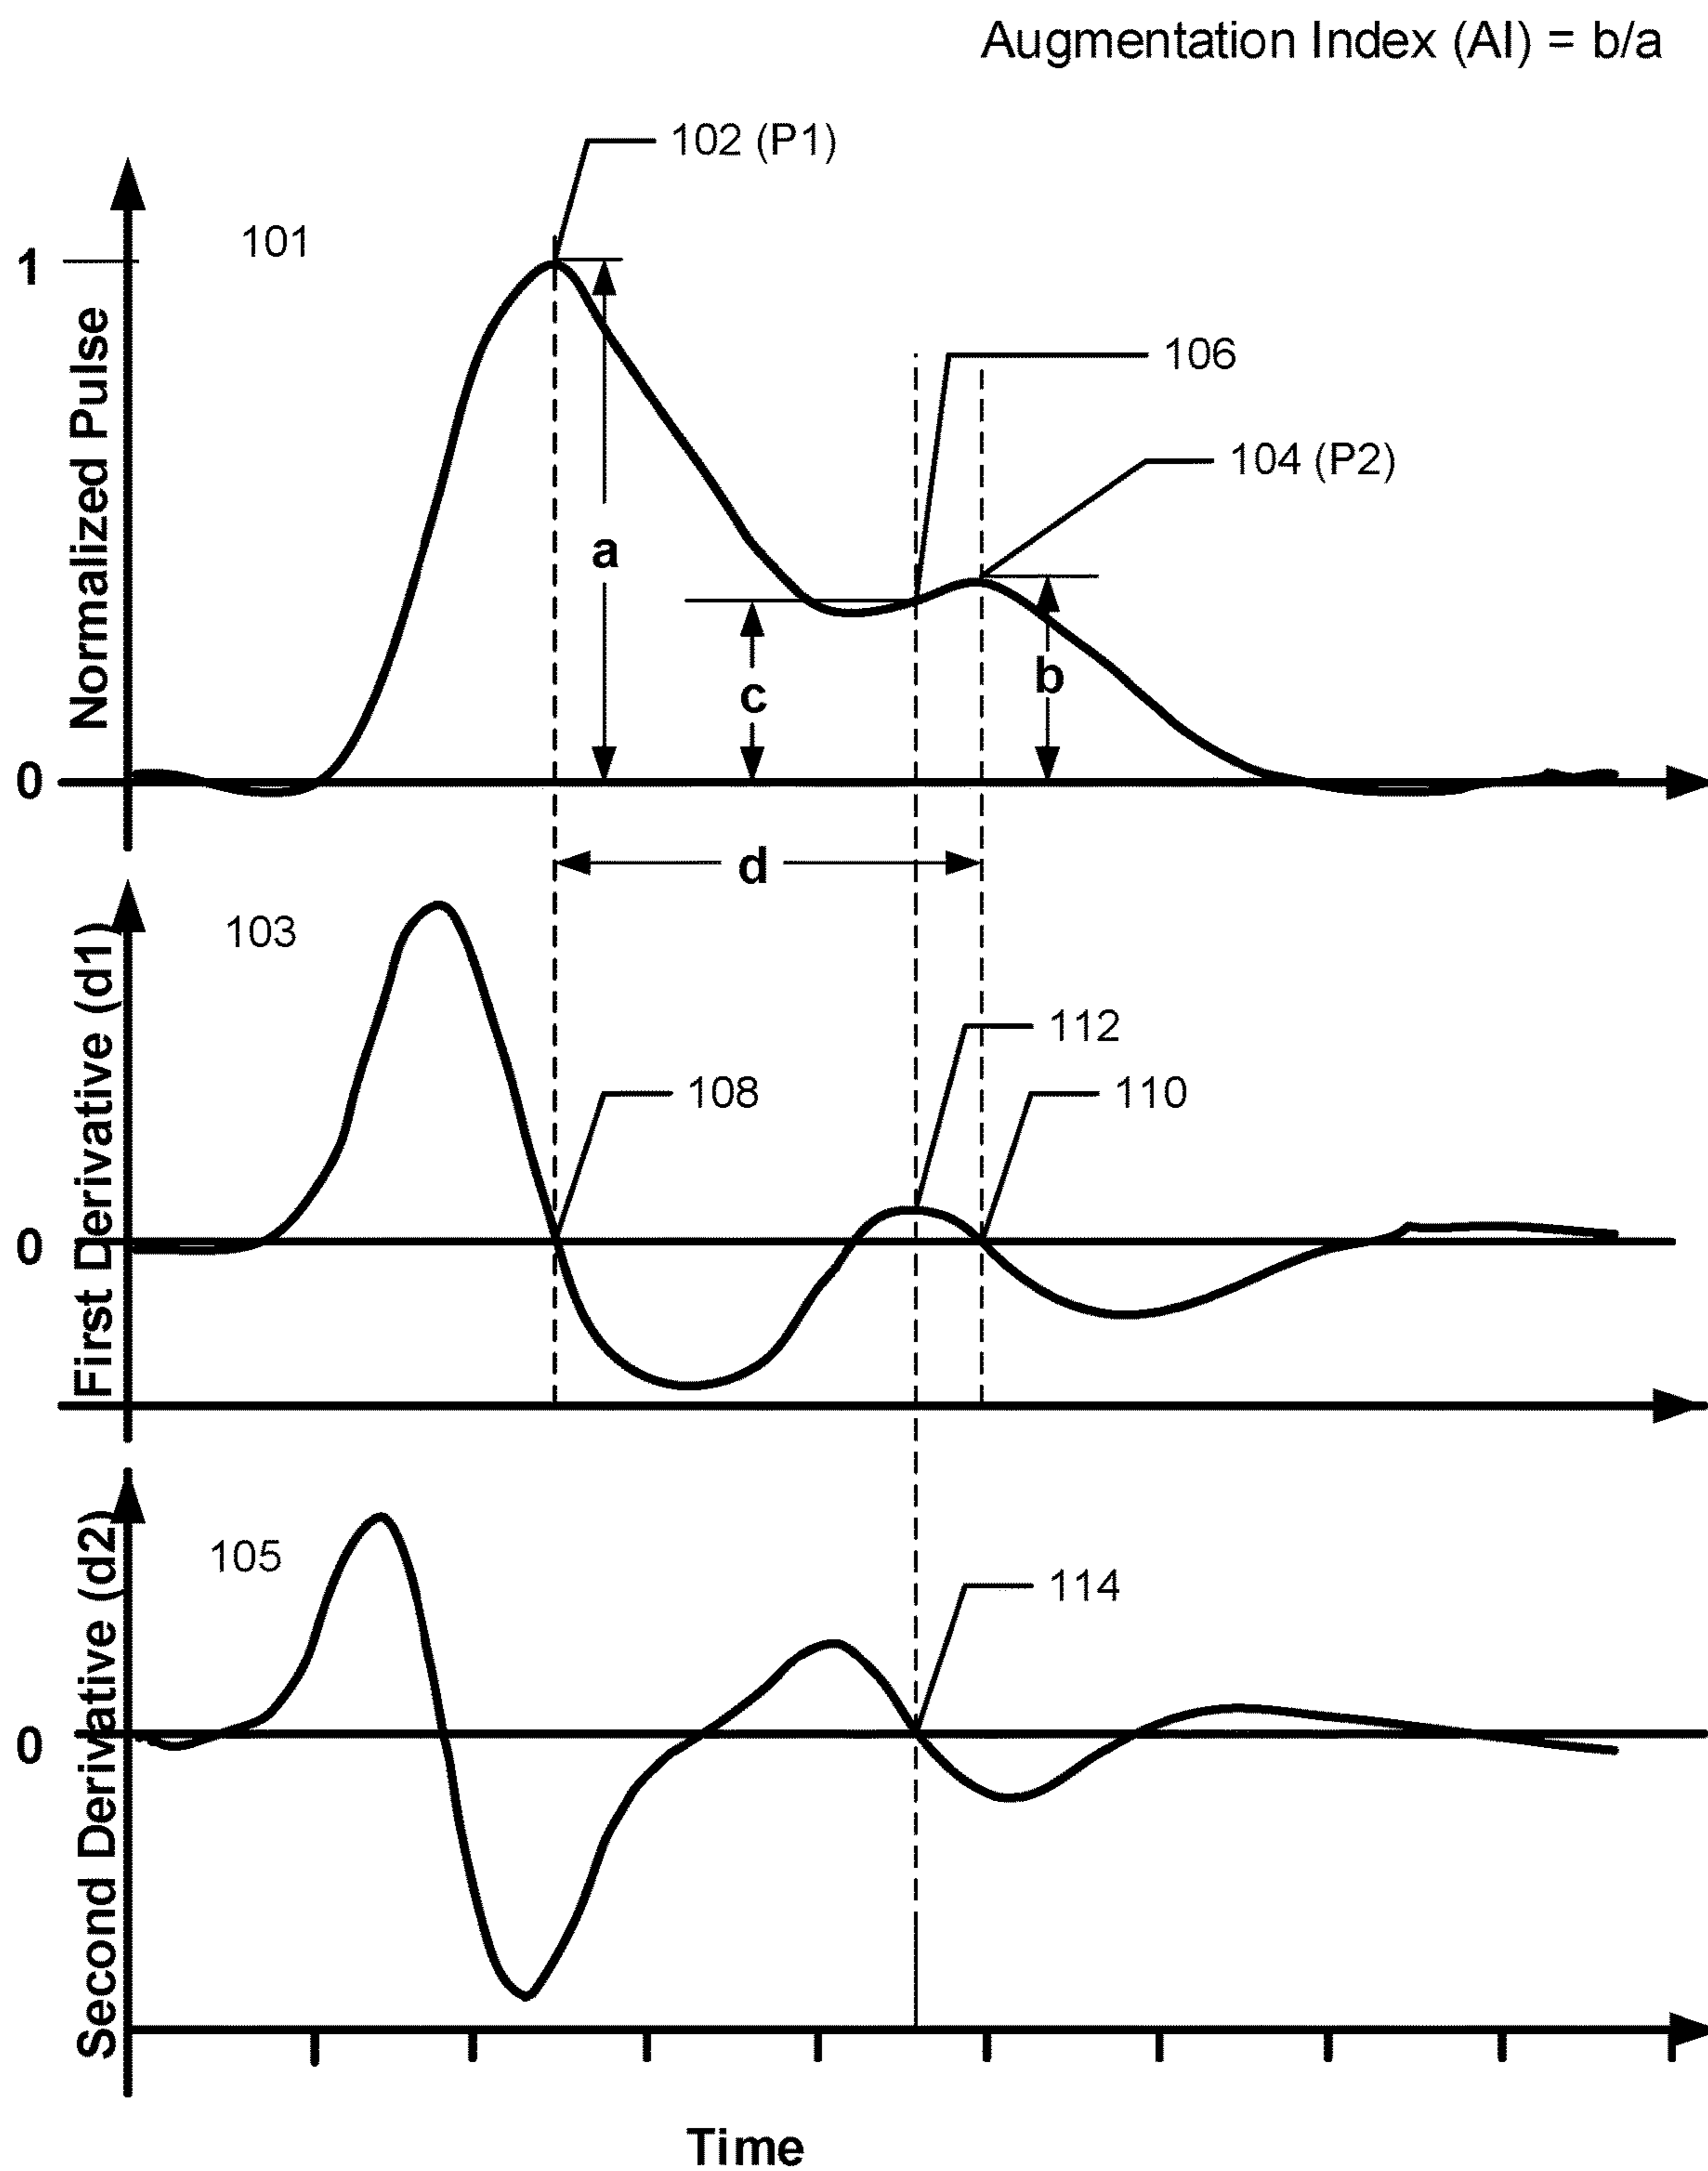 Augmentation Index (AI) = b/a
102 (P1)
101
1
106
104 (P2)
Normalized Pulse
a
b
c
0
d
103
First Derivative (d1)
112
108
110
0
105
Second Derivative (d2)
114
0
Time